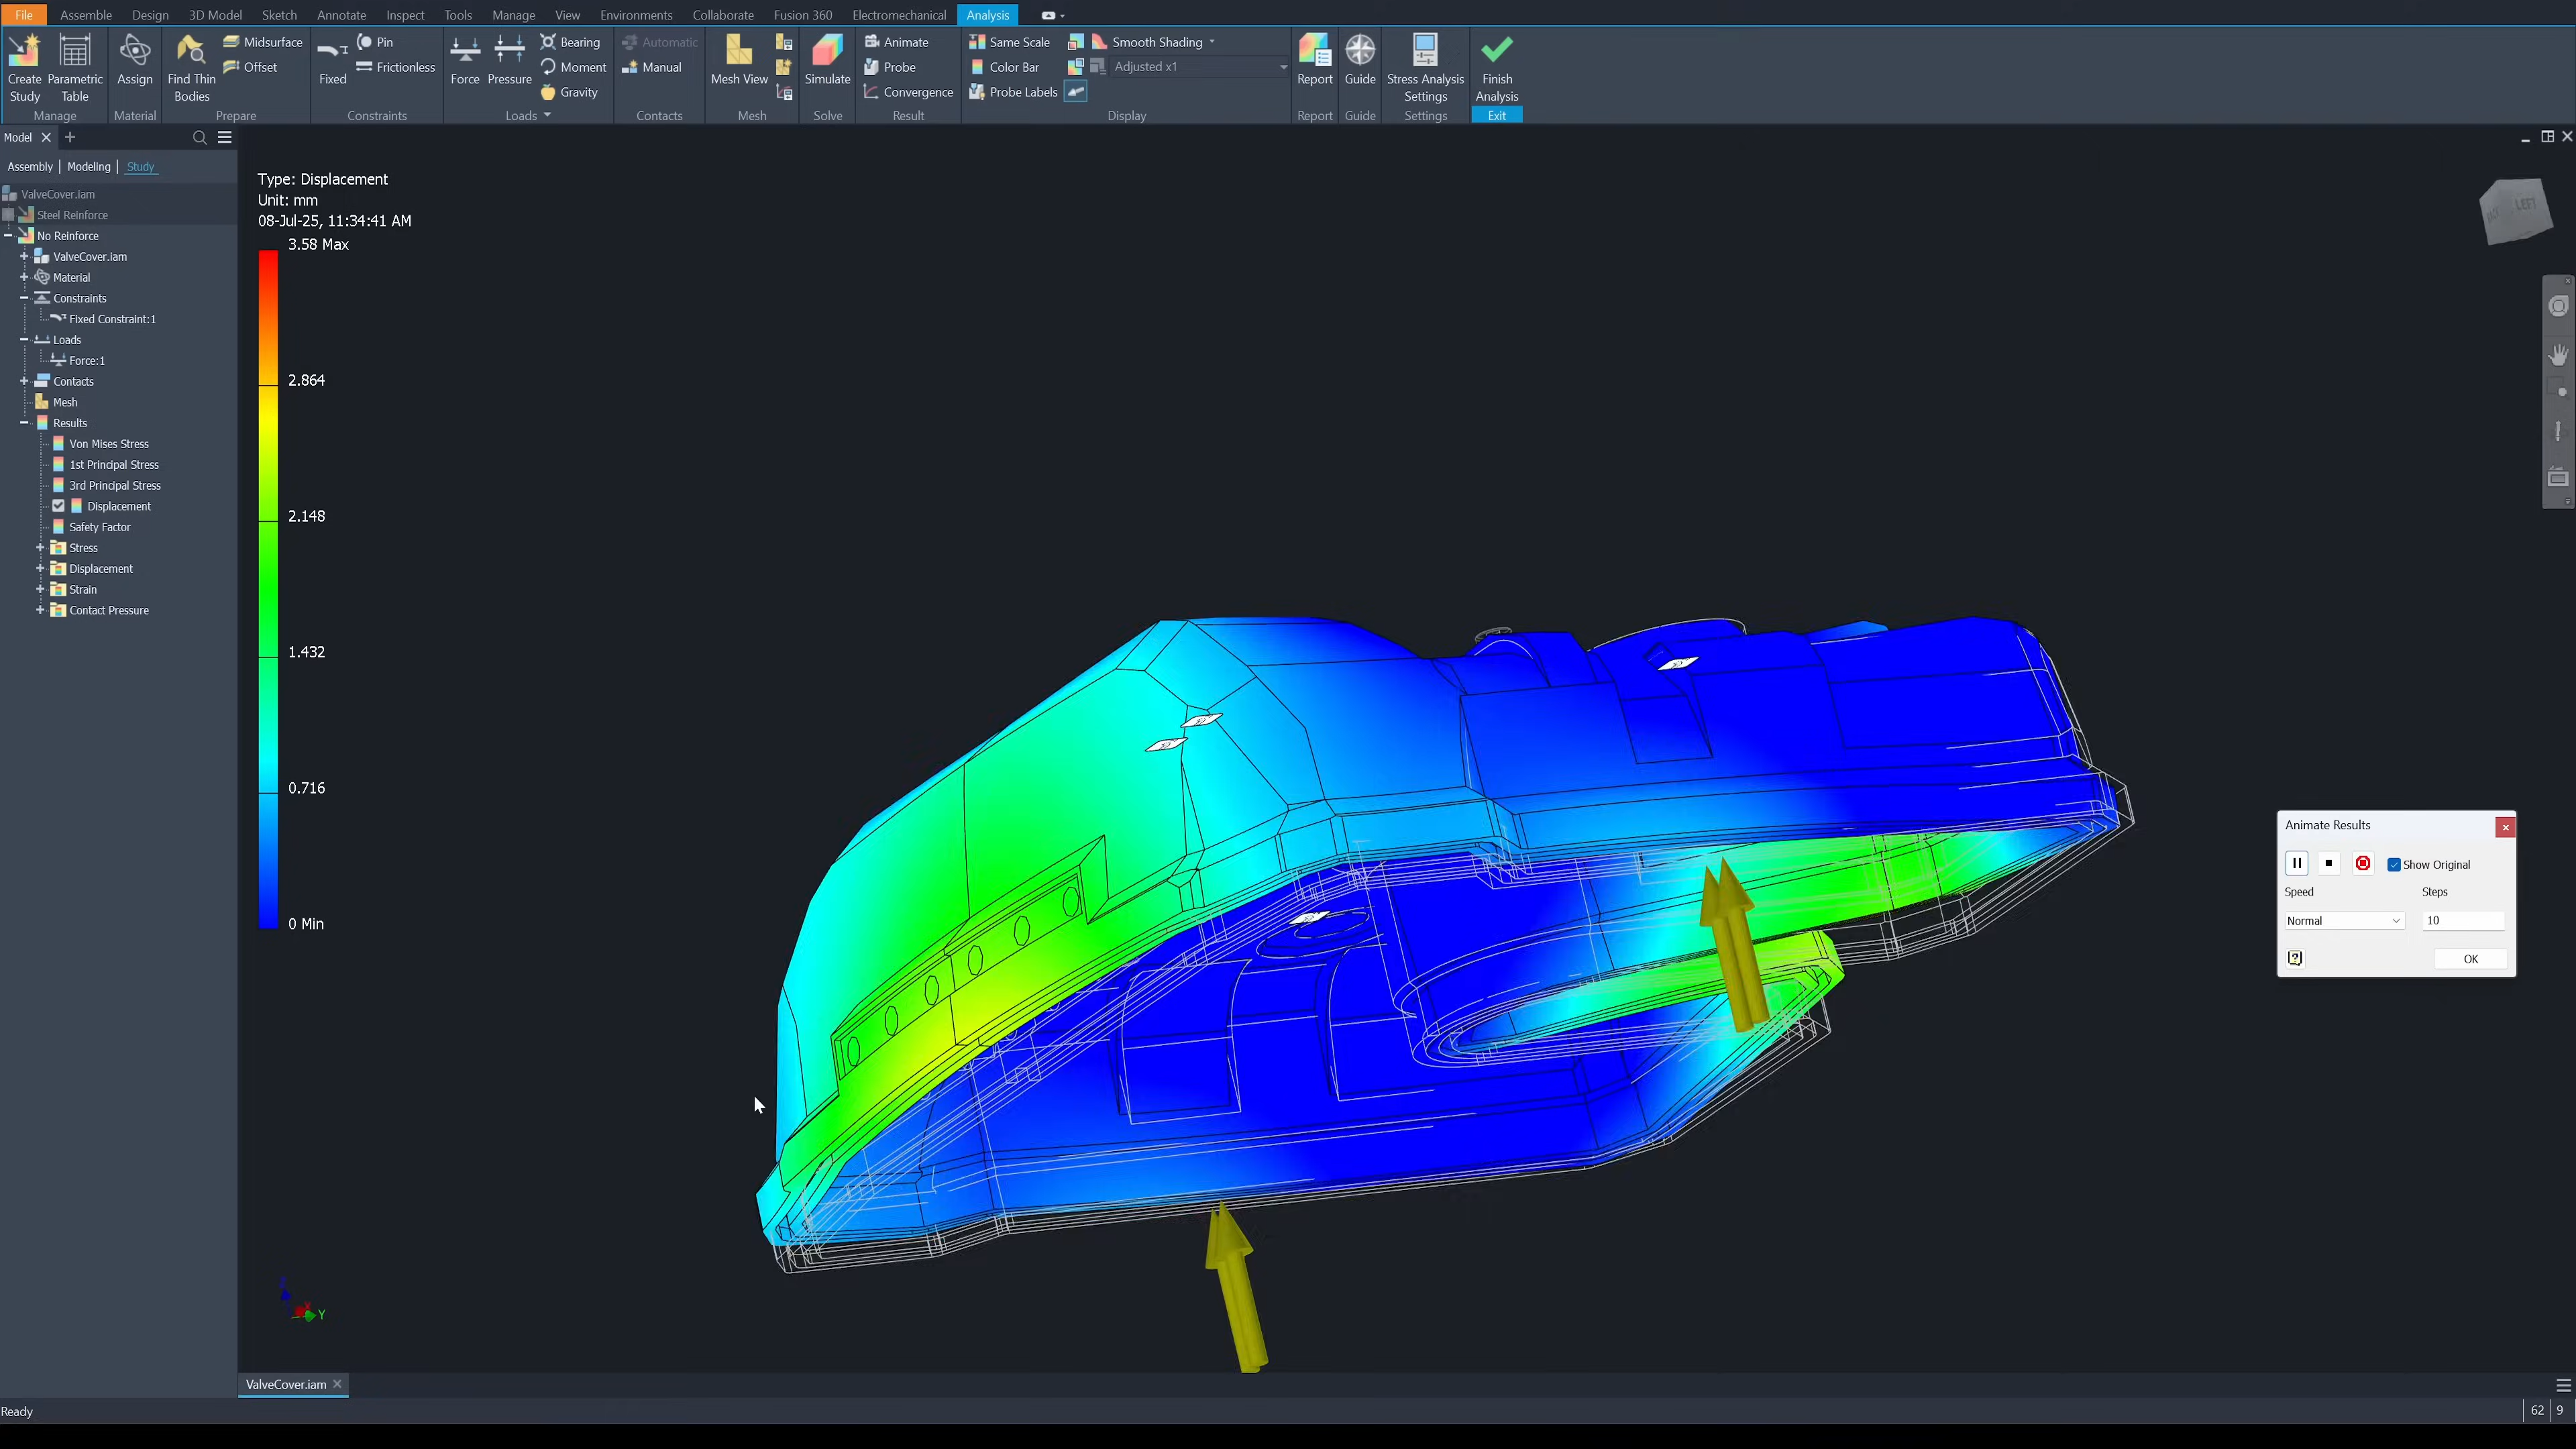 File Assemble Design 3D Model Sketch Annotate Inspect Tools Manage View Environments Collaborate Fusion 360 Electromechanical Analysis
Create Study
Parametric Table
Manage
Assign
Material
Find Thin Bodies
Midsurface
Offset
Prepare
Fixed
Pin
Frictionless
Constraints
Force
Pressure
Bearing
Moment
Gravity
Loads
Automatic
Manual
Contacts
Mesh View
Mesh
Simulate
Solve
Animate
Probe
Convergence
Result
Same Scale
Color Bar
Probe Labels
Smooth Shading
Adjusted x1
Display
Report
Report
Guide
Guide
Stress Analysis Settings
Settings
Finish Analysis
Exit
Model
Assembly | Modeling | Study
ValveCover.iam
Steel Reinforce
No Reinforce
ValveCover.iam
Material
Constraints
Fixed Constraint:1
Loads
Force:1
Contacts
Mesh
Results
Von Mises Stress
1st Principal Stress
3rd Principal Stress
Displacement
Safety Factor
Stress
Displacement
Strain
Contact Pressure
Type: Displacement
Unit: mm
08-Jul-25, 11:34:41 AM
3.58 Max
2.864
2.148
1.432
0.716
0 Min
LEFT
Animate Results
Show Original
Speed
Steps
Normal
10
OK
Y
ValveCover.iam
Ready
62 9